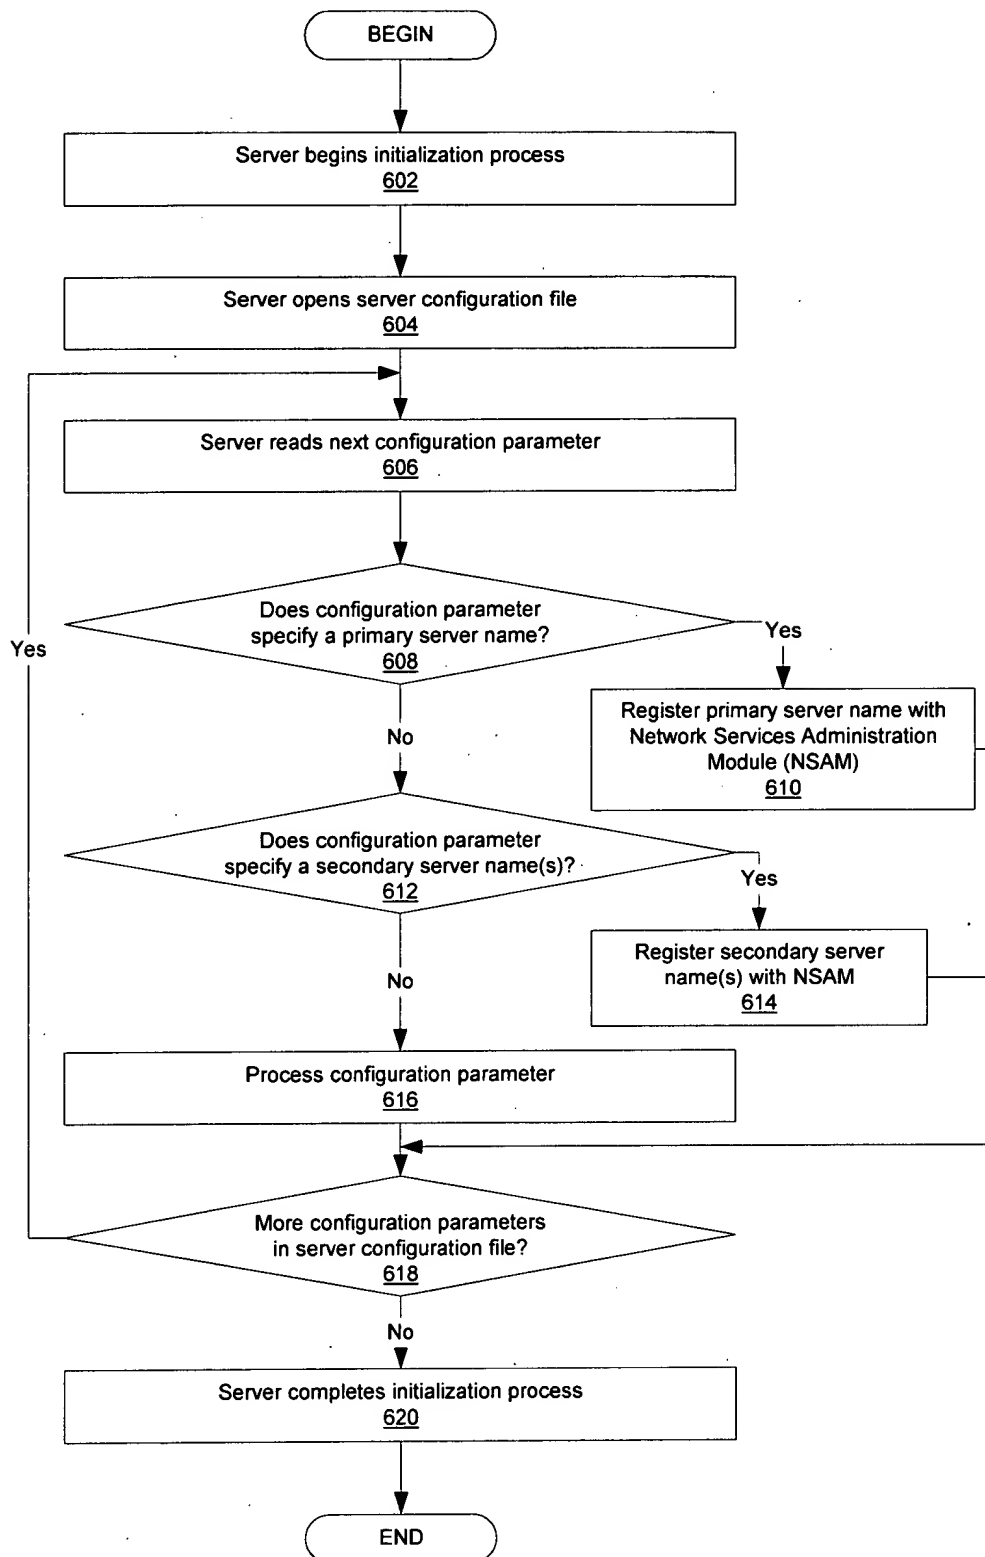 BEGIN
Server begins initialization process
602
Server opens server configuration file
604
Server reads next configuration parameter
606
Does configuration parameter
specify a primary server name?
608
Yes
Yes
Register primary server name with
Network Services Administration
Module (NSAM)
610
No
Does configuration parameter
specify a secondary server name(s)?
612
Yes
Register secondary server
name(s) with NSAM
614
No
Process configuration parameter
616
More configuration parameters
in server configuration file?
618
No
Server completes initialization process
620
END